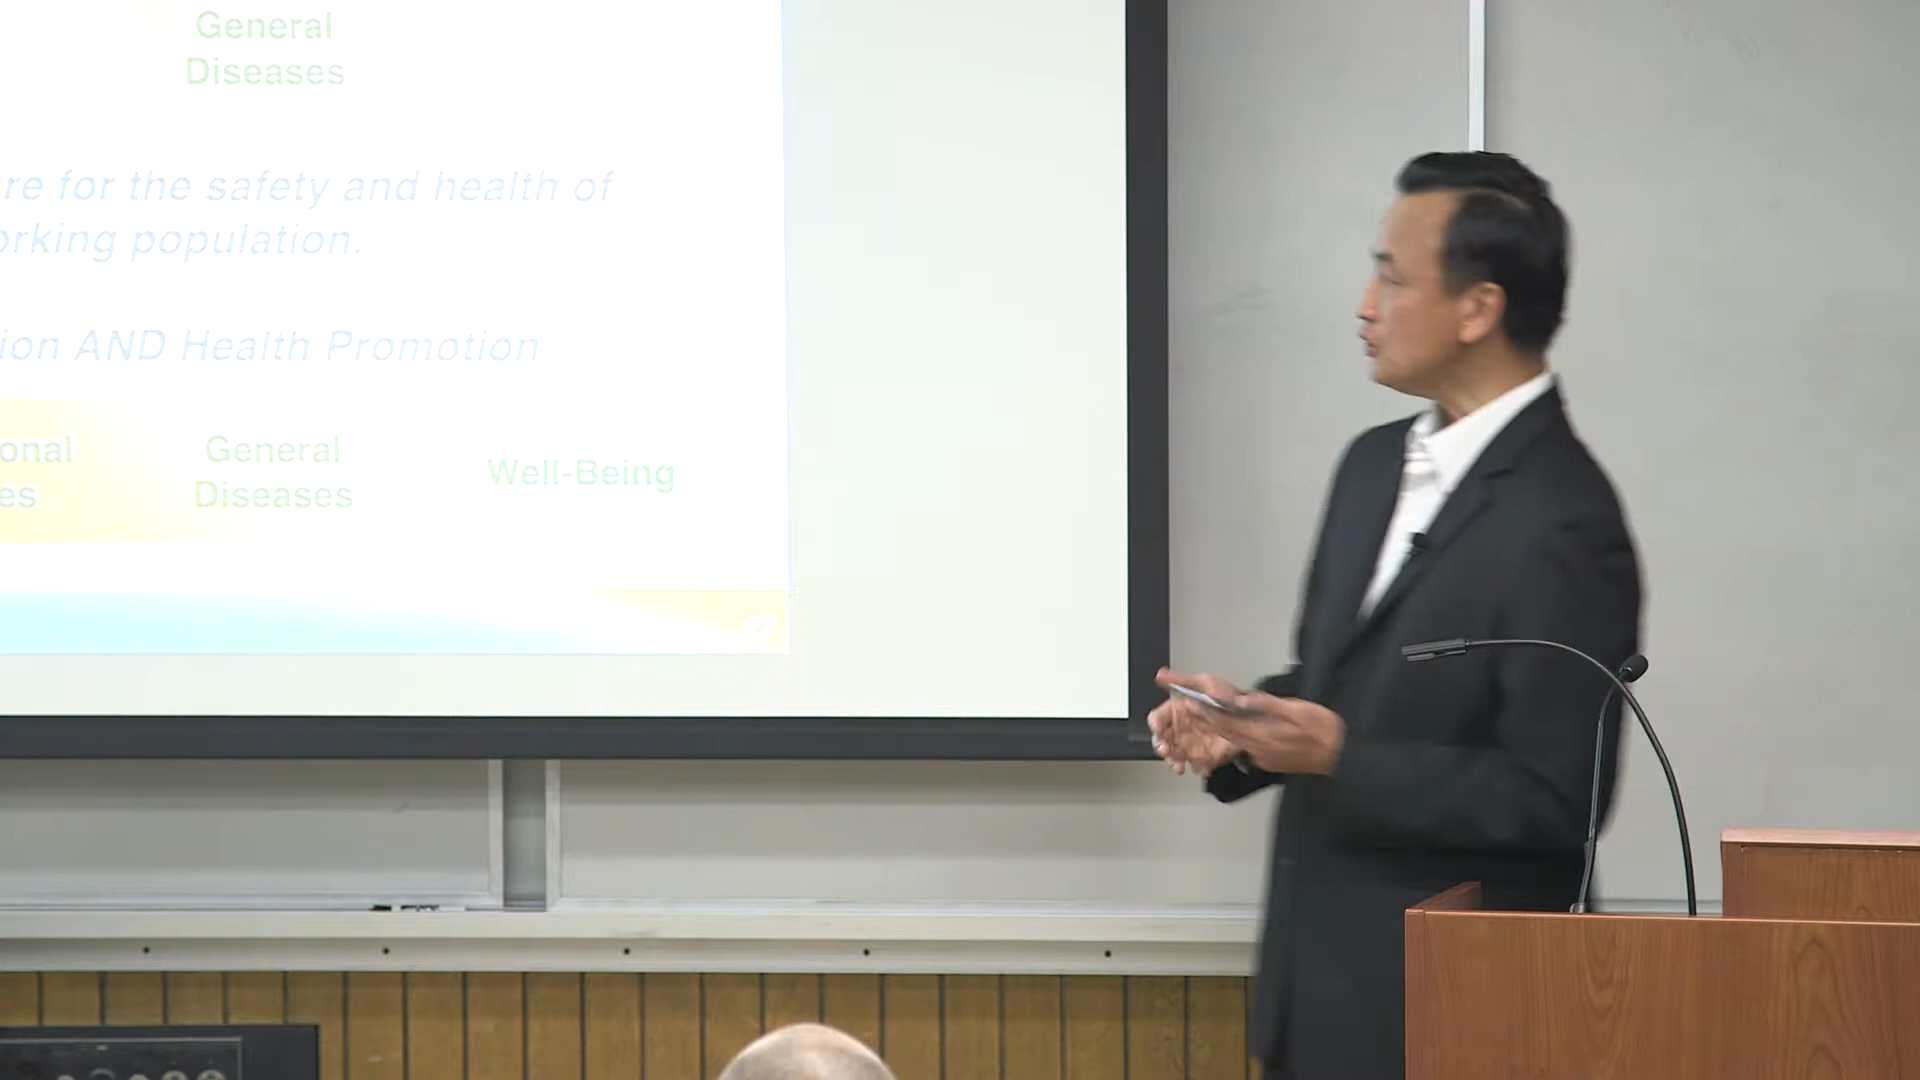 General
Diseases
re for the safety and health of
orking population.
ion AND Health Promotion
onal
es
General
Diseases
Well-Being
27